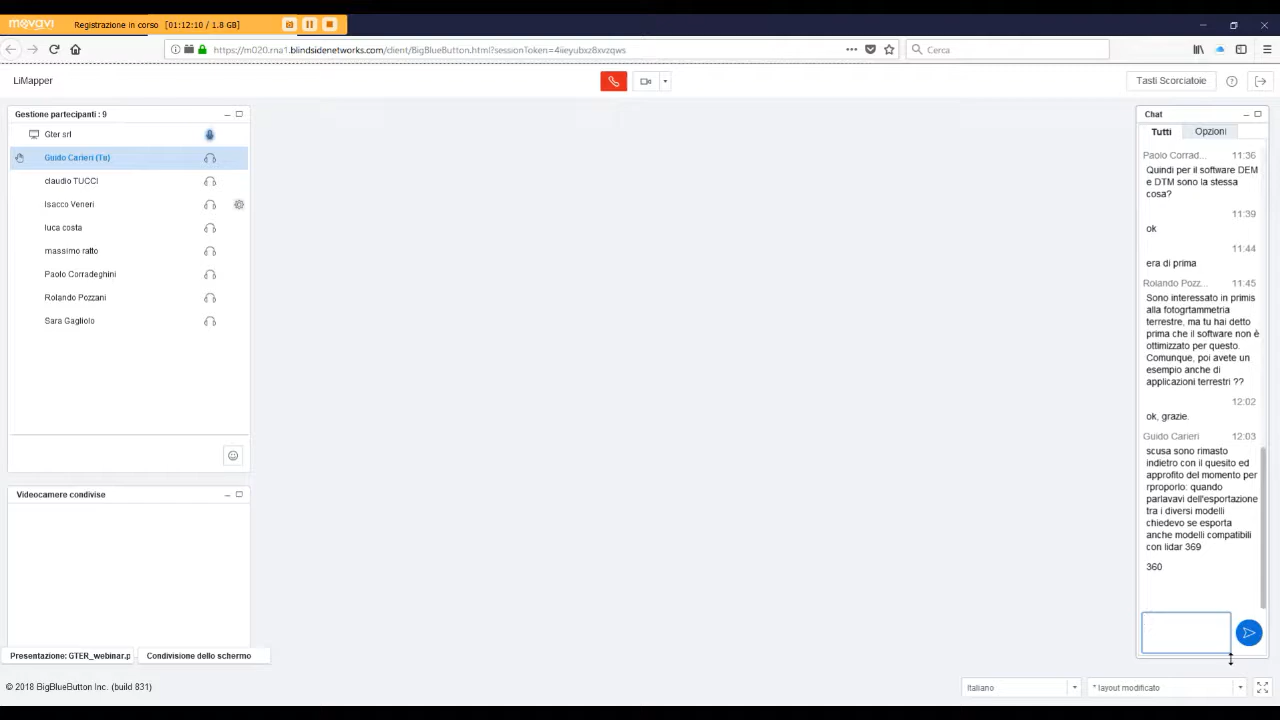 movavi
Registrazione in corso [01:12:10 / 1.8 GB]
https://m020.rna1.blindsidenetworks.com/client/BigBlueButton.html?sessionToken=4iieyubxz8xvzqws
Cerca
LiMapper
Tasti Scorciatoie
Gestione partecipanti : 9
Gter srl
Guido Carieri (Tu)
claudio TUCCI
Isacco Veneri
luca costa
massimo ratto
Paolo Corradeghini
Rolando Pozzani
Sara Gagliolo
Videocamere condivise
Presentazione: GTER_webinar.p
Condivisione dello schermo
Chat
Tutti
Opzioni
Paolo Corrad... 11:36
Quindi per il software DEM
e DTM sono la stessa
cosa?
11:39
ok
11:44
era di prima
Rolando Pozz... 11:45
Sono interessato in primis
alla fotogrtammetria
terrestre, ma tu hai detto
prima che il software non è
ottimizzato per questo.
Comunque, poi avete un
esempio anche di
applicazioni terrestri ??
12:02
ok, grazie.
Guido Carieri 12:03
scusa sono rimasto
indietro con il quesito ed
approfito del momento per
rproporlo: quando
parlavavi dell'esportazione
tra i diversi modelli
chiedevo se esporta
anche modelli compatibili
con lidar 369
360
© 2018 BigBlueButton Inc. (build 831)
Italiano
* layout modificato